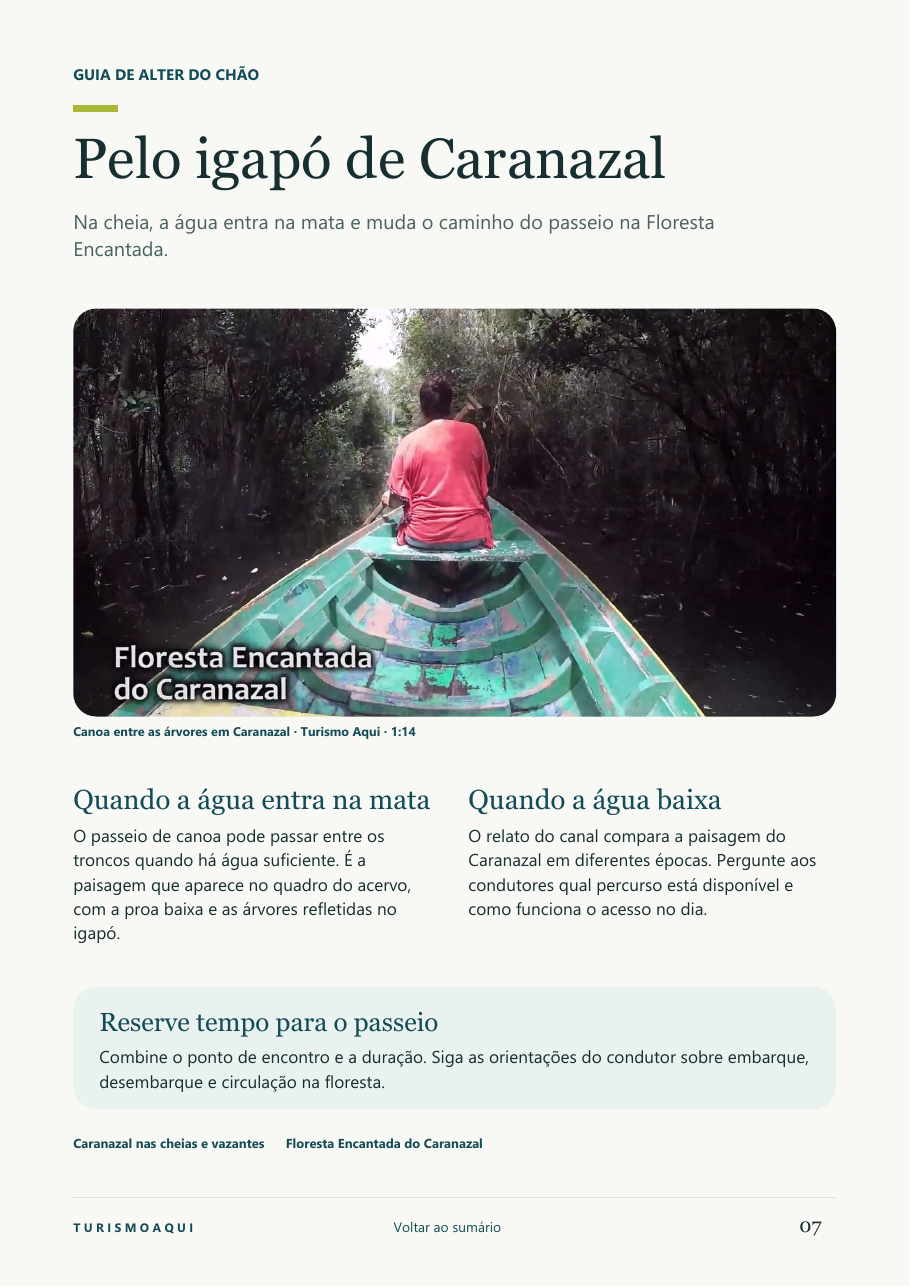 GUIA DE ALTER DO CHÃO
Pelo igapó de Caranazal
Na cheia, a água entra na mata e muda o caminho do passeio na Floresta
Encantada.
Floresta Encantada
do Caranazal
Canoa entre as árvores em Caranazal · Turismo Aqui · 1:14
Quando a água entra na mata
O passeio de canoa pode passar entre os
troncos quando há água suficiente. É a
paisagem que aparece no quadro do acervo,
com a proa baixa e as árvores refletidas no
igapó.
Quando a água baixa
O relato do canal compara a paisagem do
Caranazal em diferentes épocas. Pergunte aos
condutores qual percurso está disponível e
como funciona o acesso no dia.
Reserve tempo para o passeio
Combine o ponto de encontro e a duração. Siga as orientações do condutor sobre embarque,
desembarque e circulação na floresta.
Caranazal nas cheias e vazantes Floresta Encantada do Caranazal
TURISMOAQUI Voltar ao sumário 07